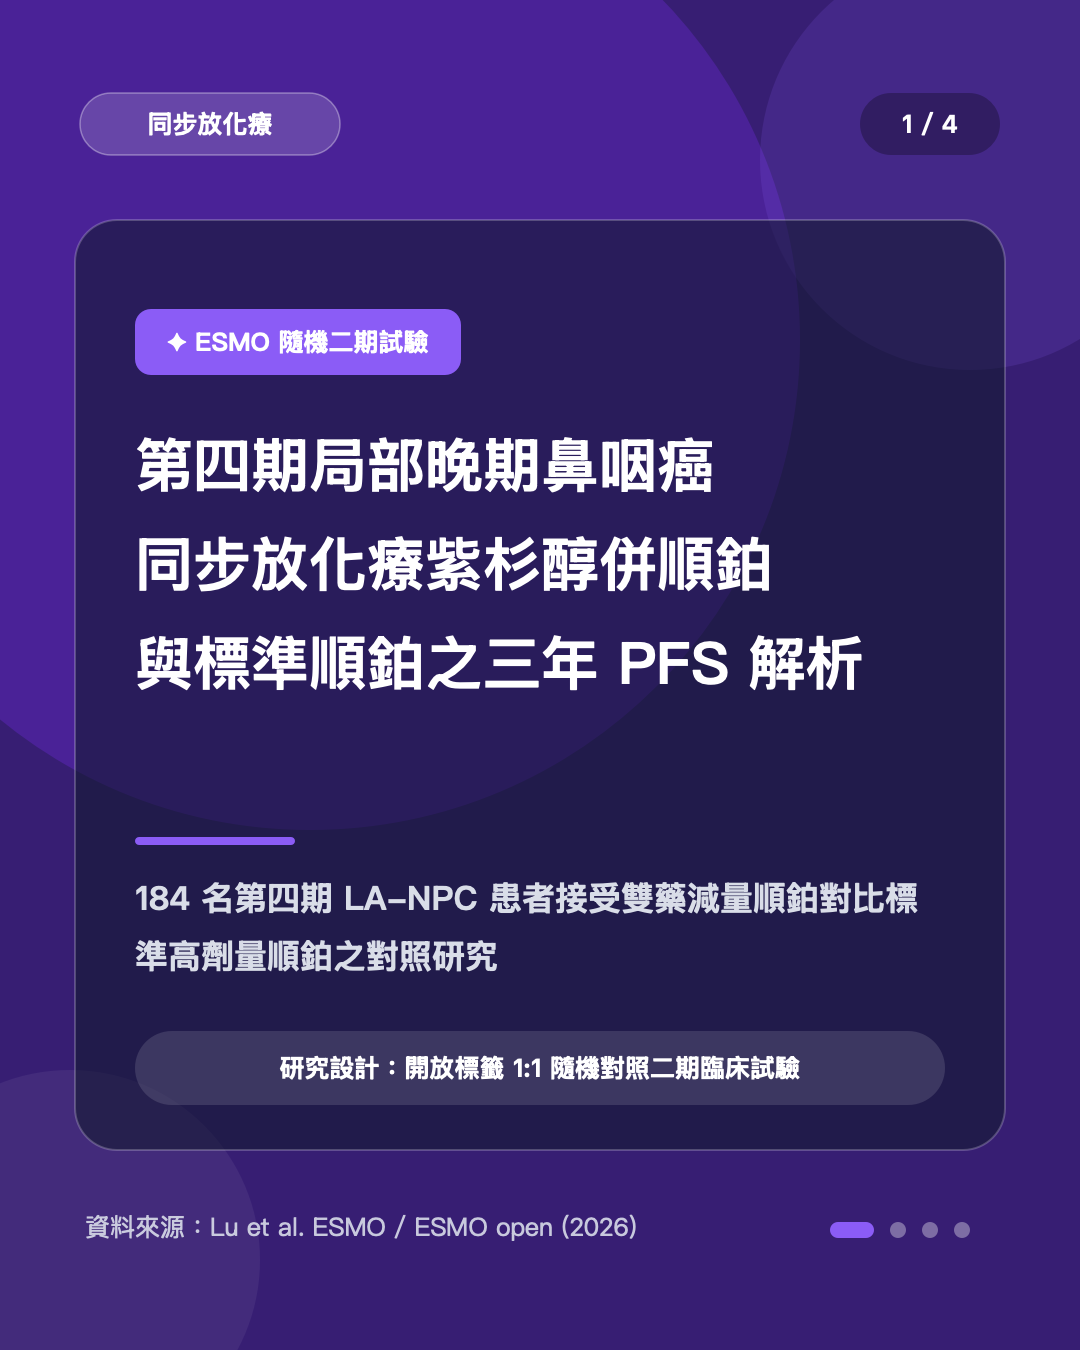 同步放化療
1 / 4
✦ ESMO 隨機二期試驗
第四期局部晚期鼻咽癌
同步放化療紫杉醇併順鉑
與標準順鉑之三年 PFS 解析
184 名第四期 LA-NPC 患者接受雙藥減量順鉑對比標
準高劑量順鉑之對照研究
研究設計：開放標籤 1:1 隨機對照二期臨床試驗
資料來源：Lu et al. ESMO / ESMO open (2026)